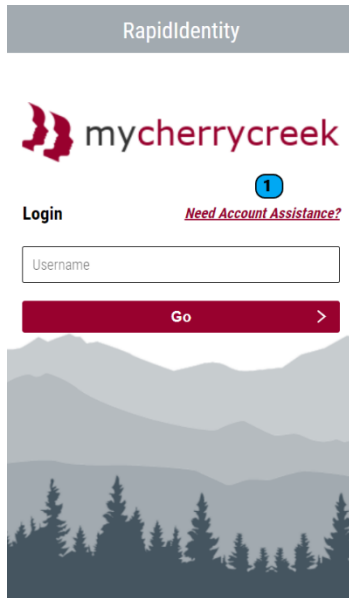 RapidIdentity
mycherrycreek
1
Login
Need Account Assistance?
Username
Go